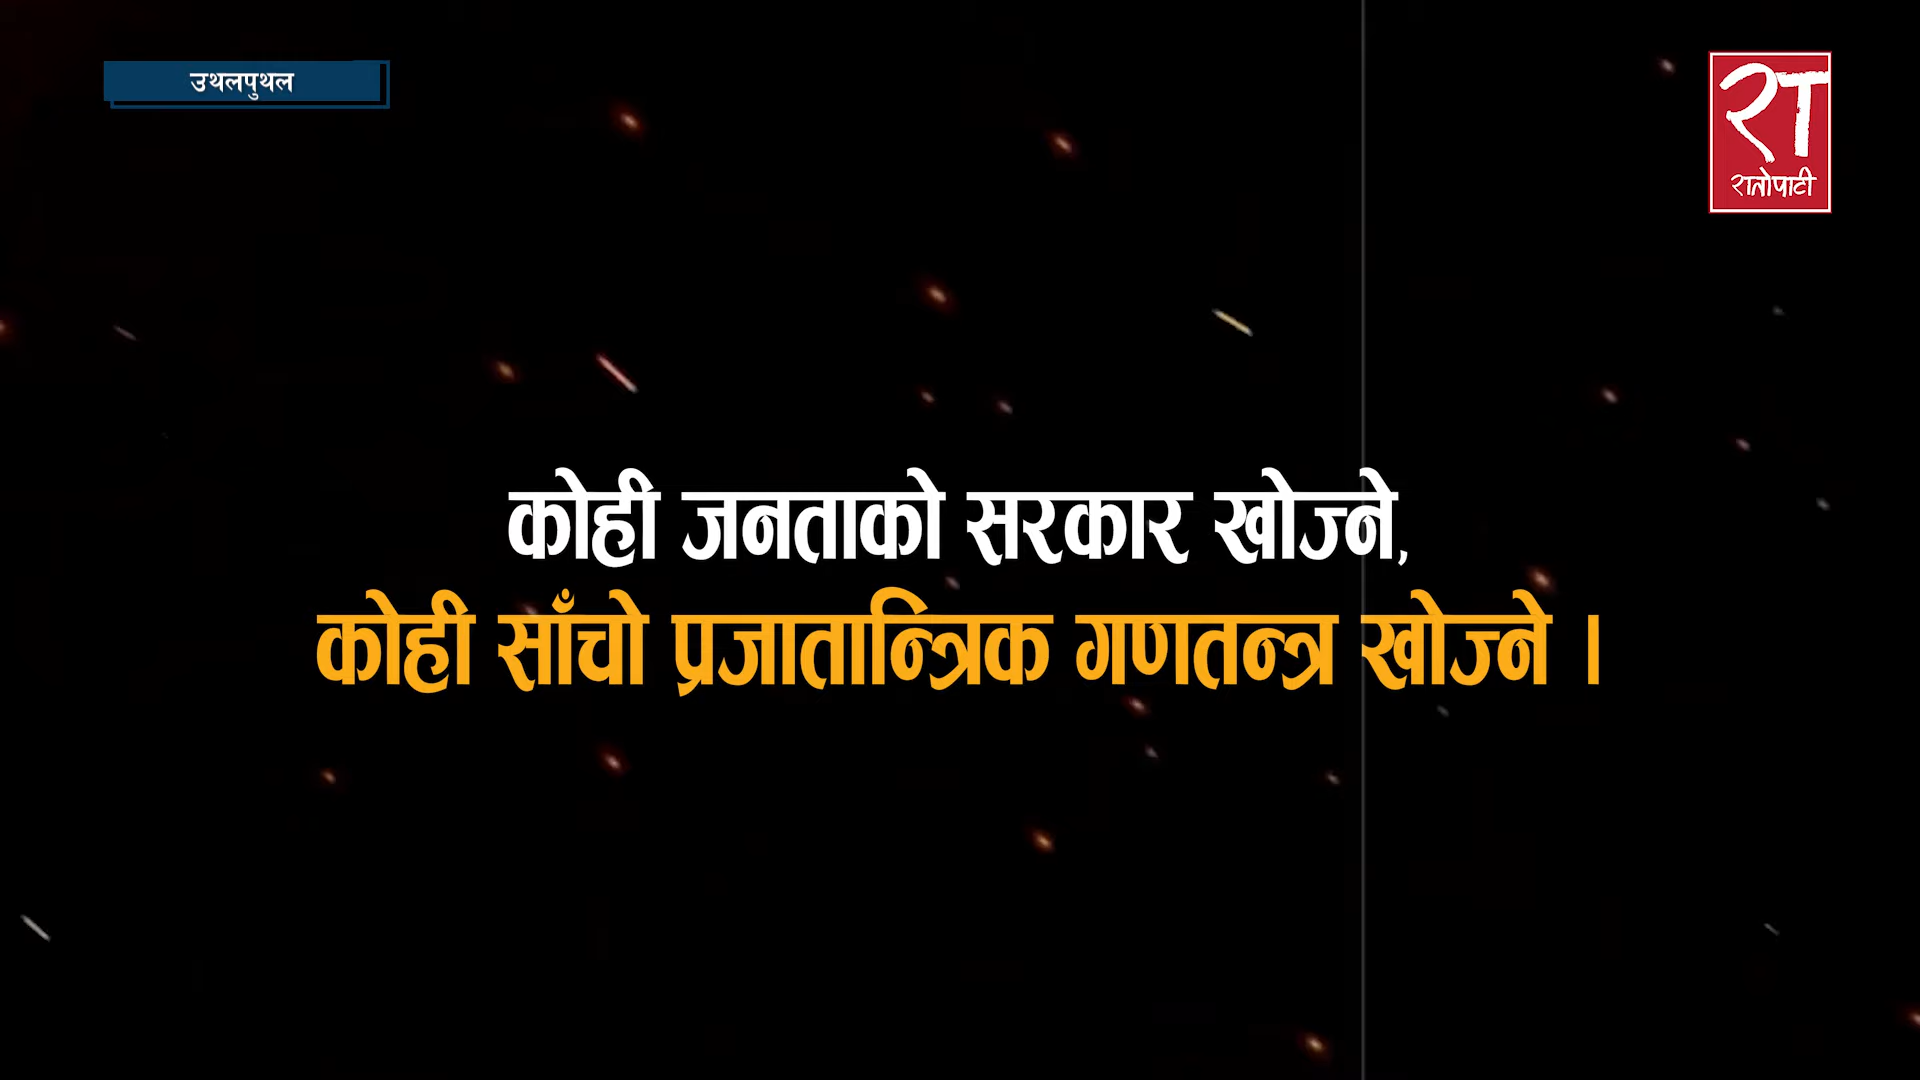 उथलपुथल
रा
रातोपाटी
कोही जनताको सरकार खोज्ने,
कोही साँचो प्रजातान्त्रिक गणतन्त्र खोज्ने ।